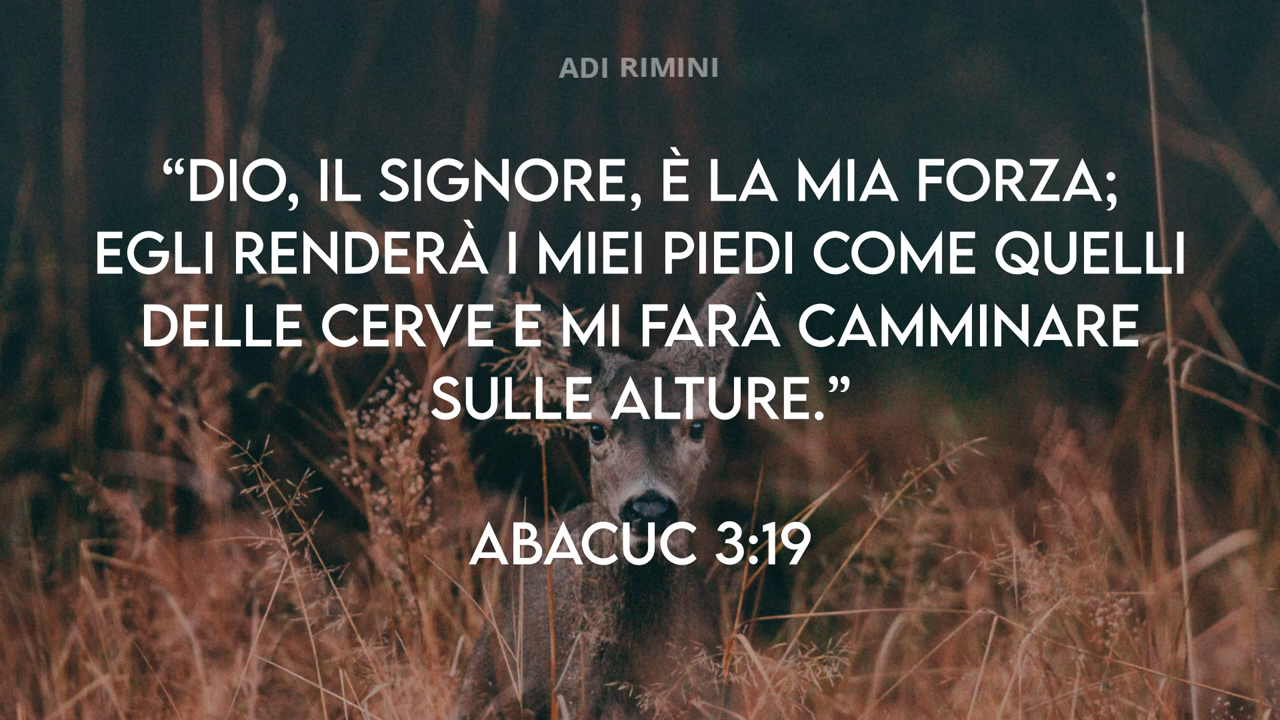 ADI RIMINI
“DIO, IL SIGNORE, È LA MIA FORZA;
EGLI RENDERÀ I MIEI PIEDI COME QUELLI
DELLE CERVE E MI FARÀ CAMMINARE
SULLE ALTURE.”
ABACUC 3:19